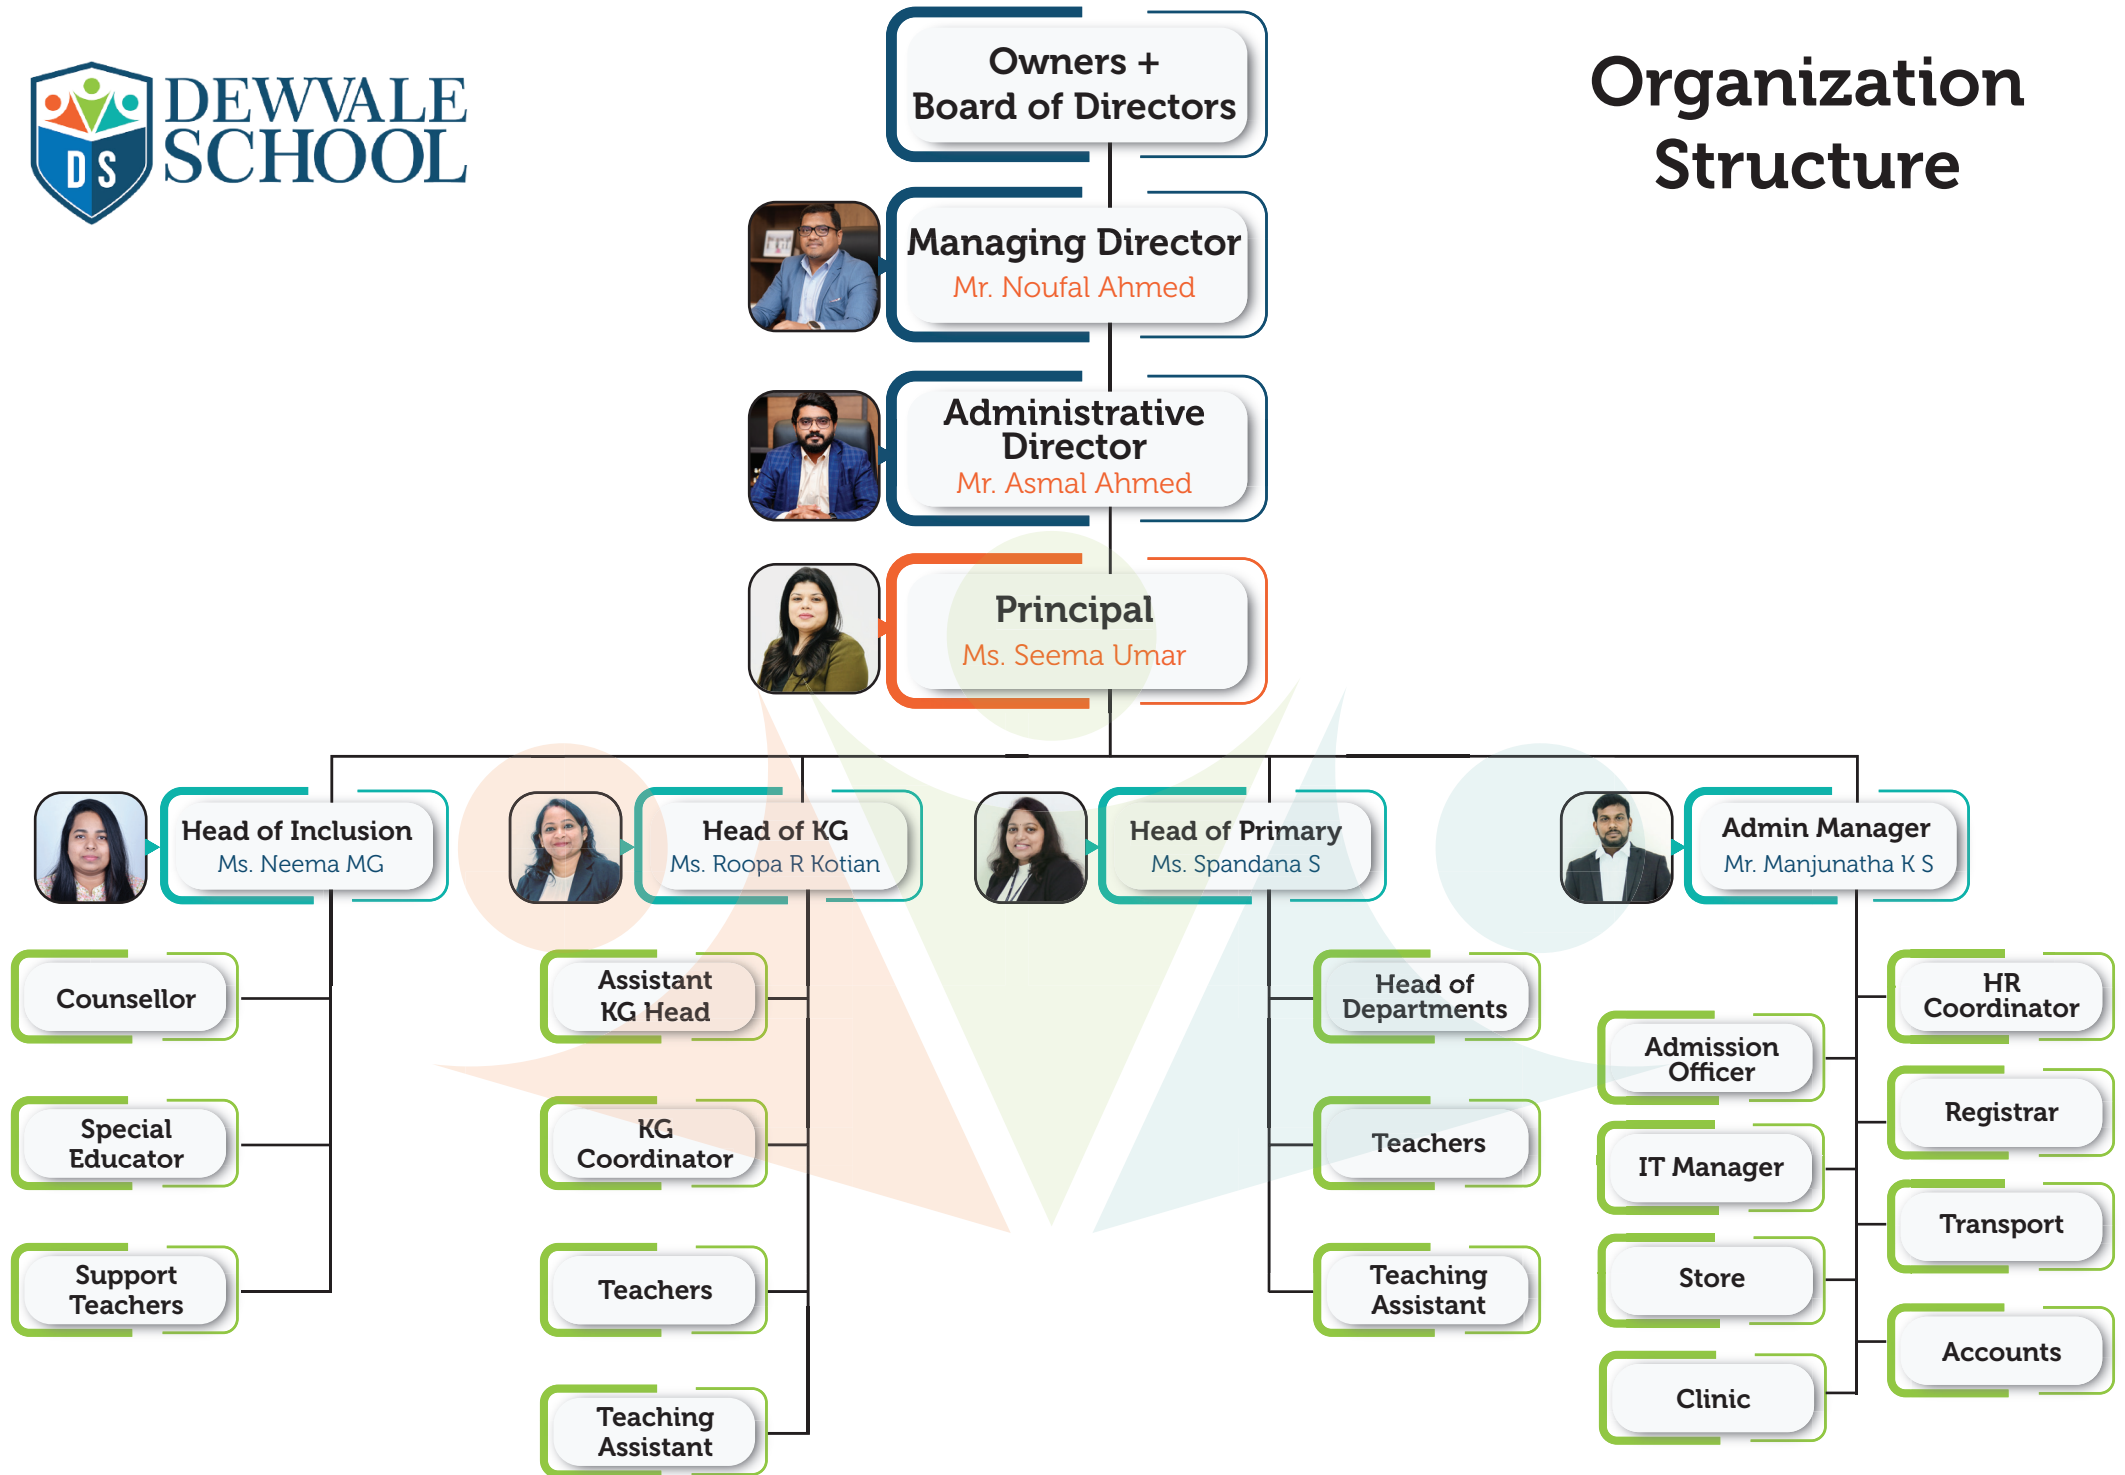 DEWVALE
SCHOOL
DS
Organization
Structure
Owners +
Board of Directors
Managing Director
Mr. Noufal Ahmed
Administrative
Director
Mr. Asmal Ahmed
Principal
Ms. Seema Umar
Head of Inclusion
Ms. Neema MG
Head of KG
Ms. Roopa R Kotian
Head of Primary
Ms. Spandana S
Admin Manager
Mr. Manjunatha K S
Counsellor
Special
Educator
Support
Teachers
Assistant
KG Head
KG
Coordinator
Teachers
Teaching
Assistant
Head of
Departments
Teachers
Teaching
Assistant
Admission
Officer
IT Manager
Store
Clinic
HR
Coordinator
Registrar
Transport
Accounts